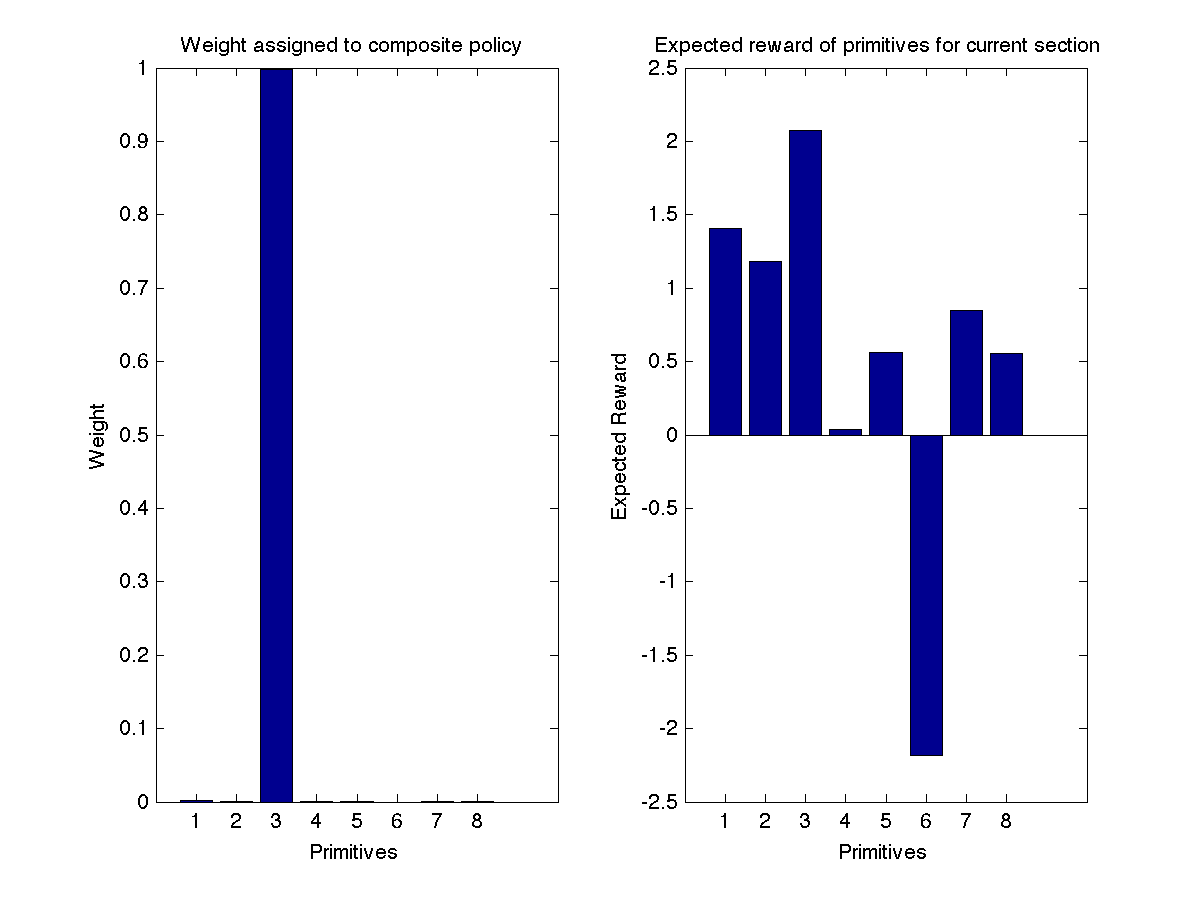 Weight assigned to composite policy
1
0.9
0.8
0.7
0.6
0.5
0.4
0.3
0.2
0.1
0
Weight
1 2 3 4 5 6 7 8
Primitives
Expected reward of primitives for current section
2.5
2
1.5
1
0.5
0
-0.5
-1
-1.5
-2
-2.5
Expected Reward
1 2 3 4 5 6 7 8
Primitives